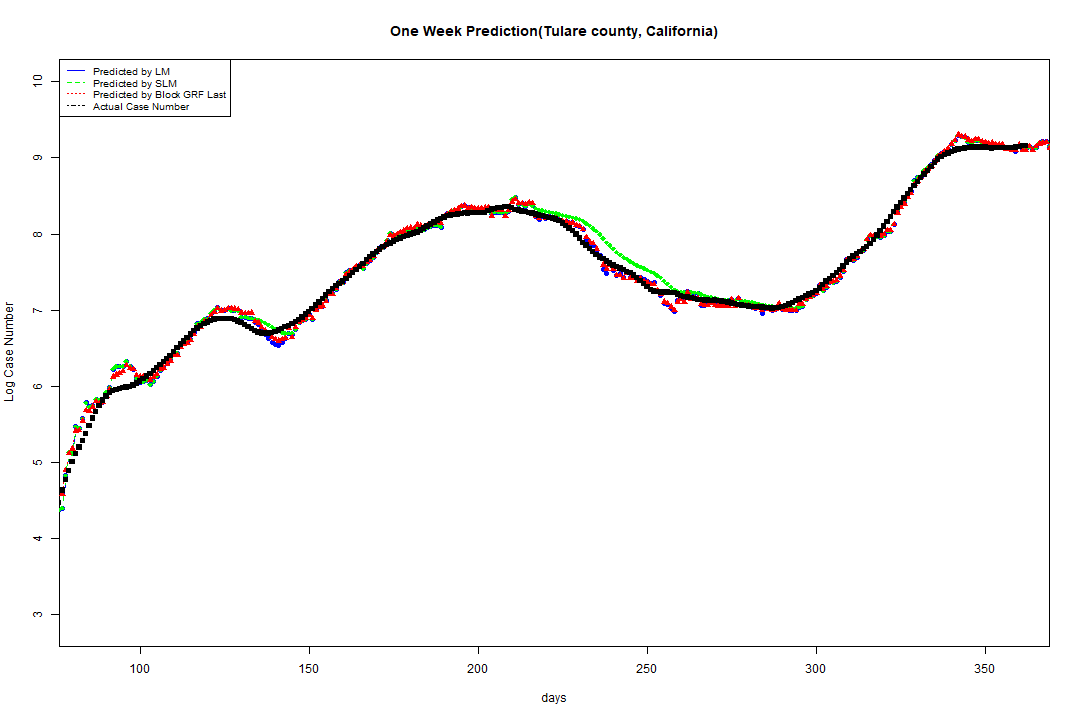 One Week Prediction(Tulare county, California)
Predicted by LM
Predicted by SLM
Predicted by Block GRF Last
Actual Case Number
10
9
8
7
6
5
4
3
Log Case Number
100 150 200 250 300 350
days